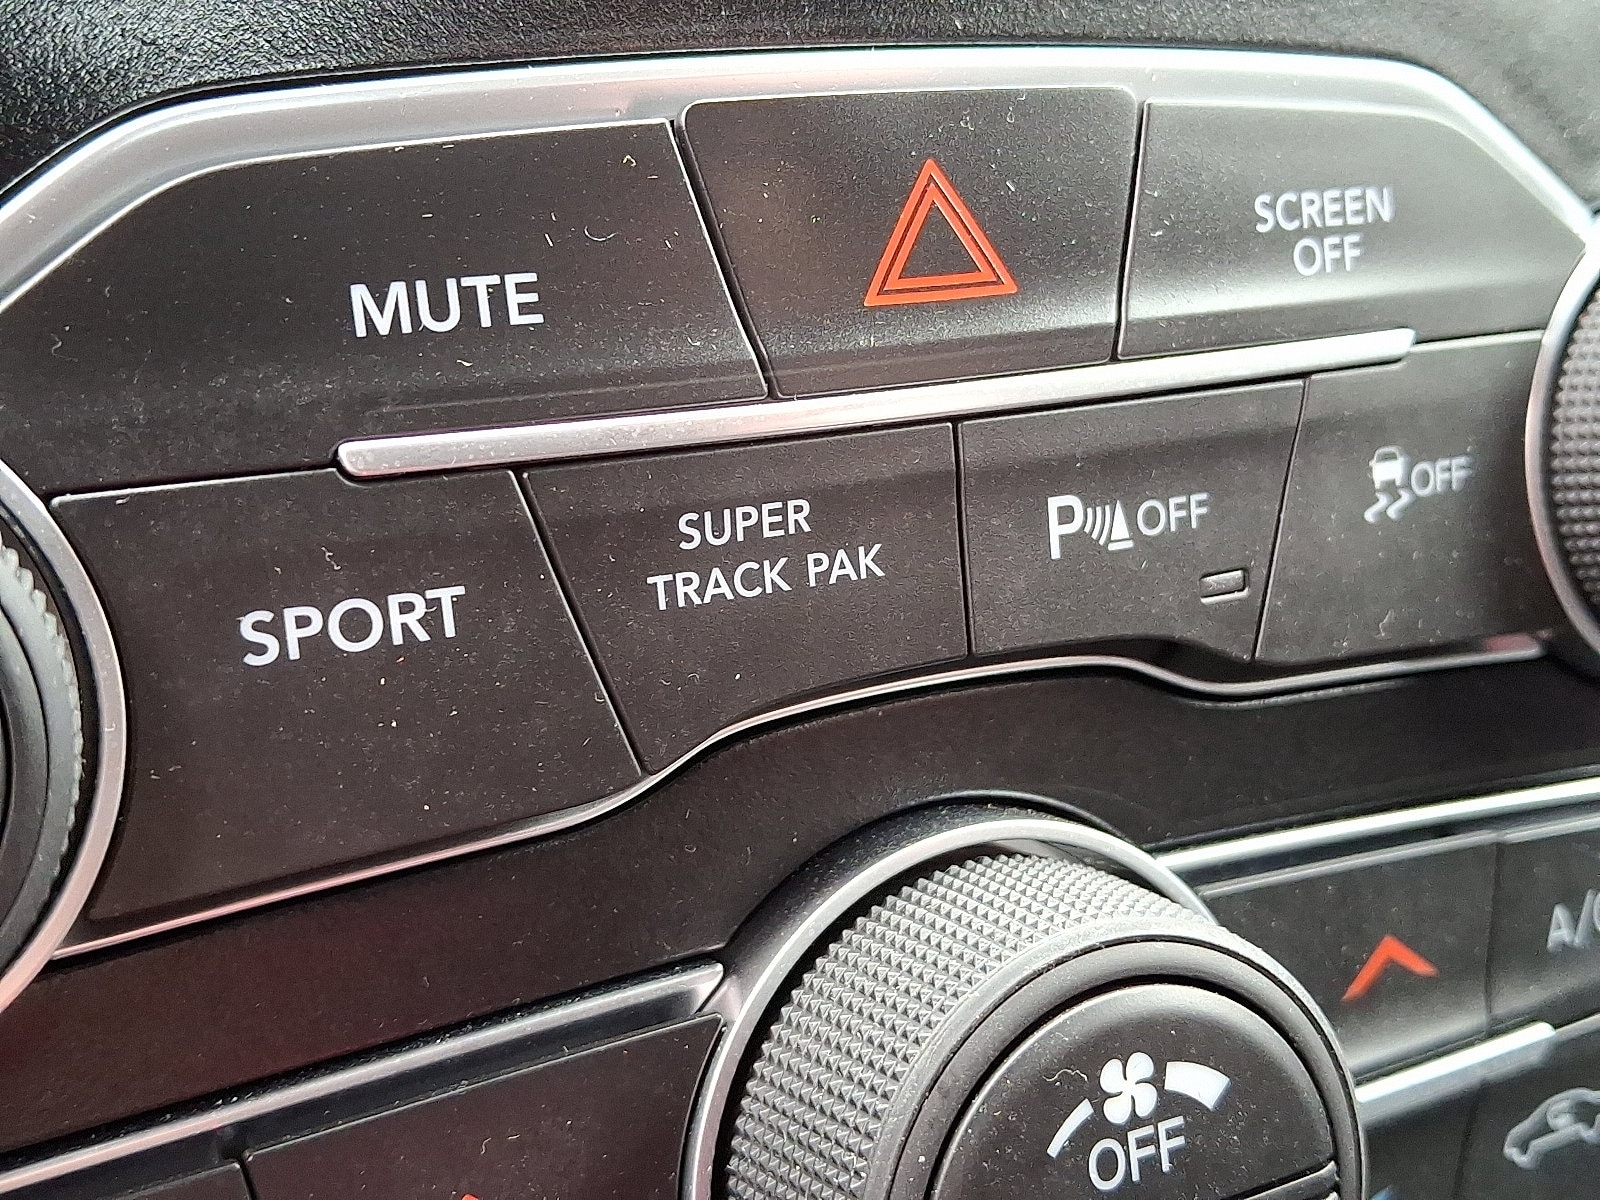 MUTE
SCREEN
OFF
SPORT
SUPER
TRACK PAK
P OFF
OFF
OFF